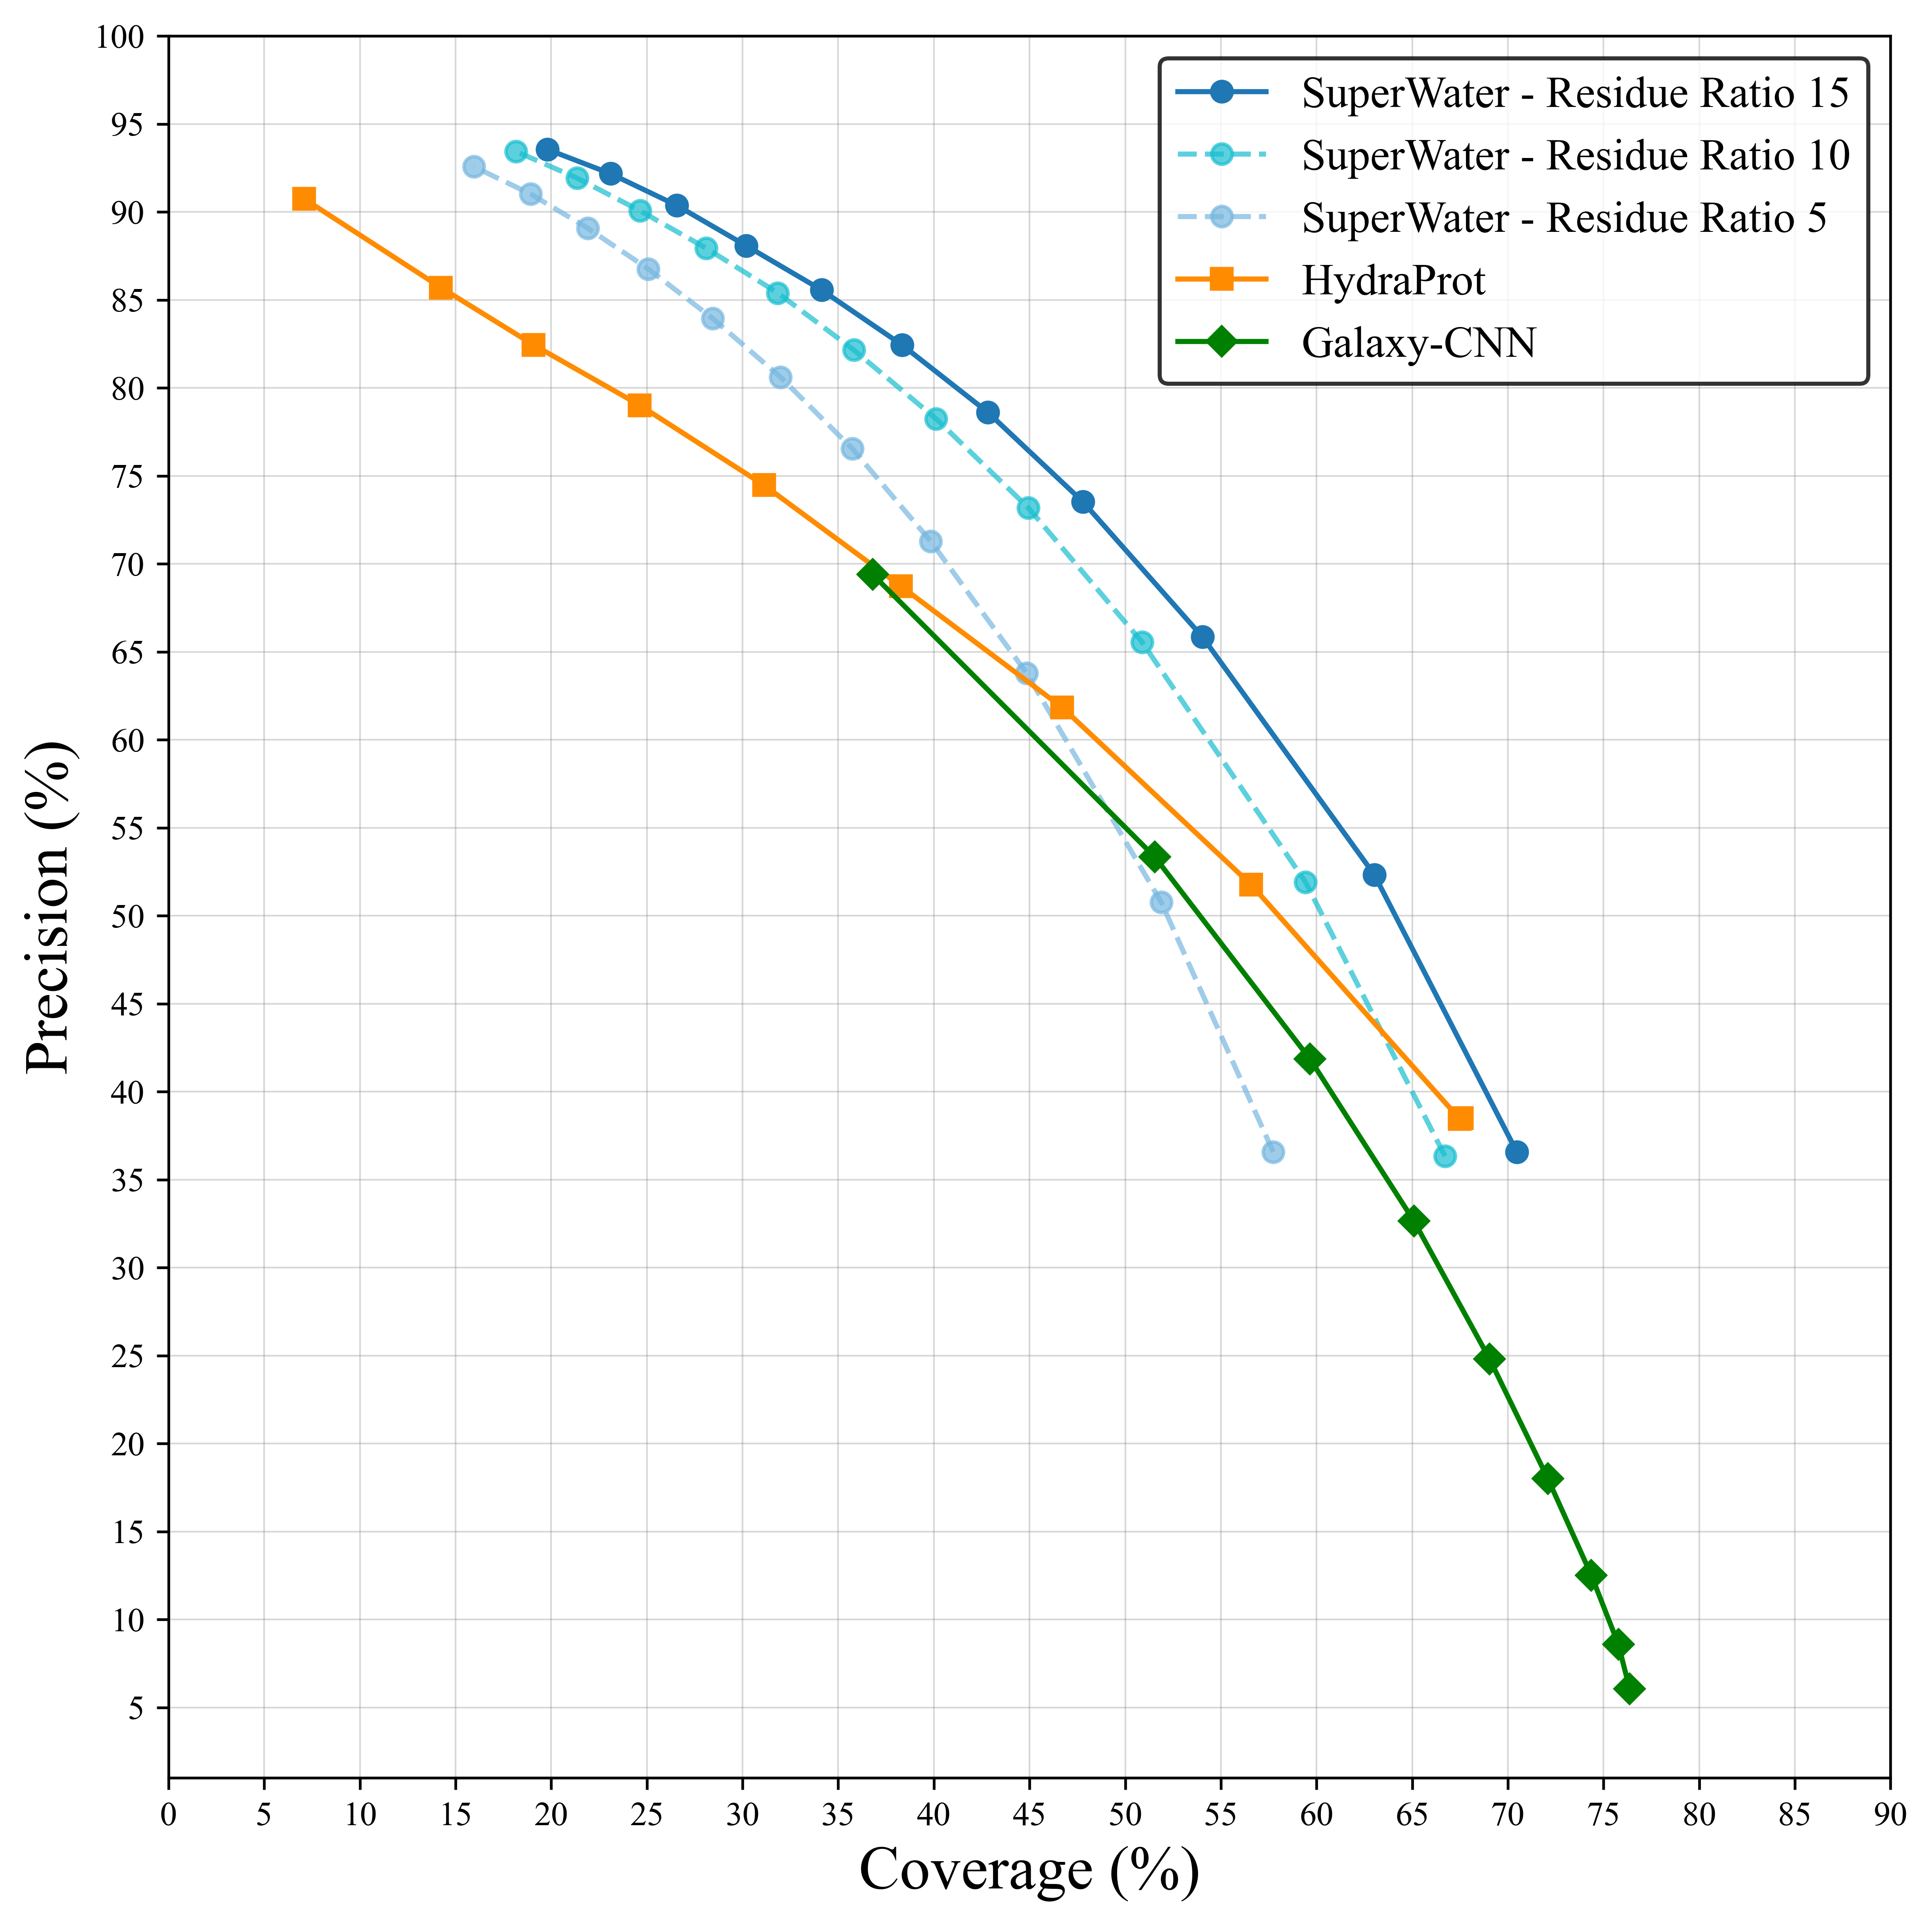 100
95
90
85
80
75
70
65
60
55
50
45
40
35
30
25
20
15
10
5
Precision (%)
SuperWater - Residue Ratio 15
SuperWater - Residue Ratio 10
SuperWater - Residue Ratio 5
HydraProt
Galaxy-CNN
0 5 10 15 20 25 30 35 40 45 50 55 60 65 70 75 80 85 90
Coverage (%)